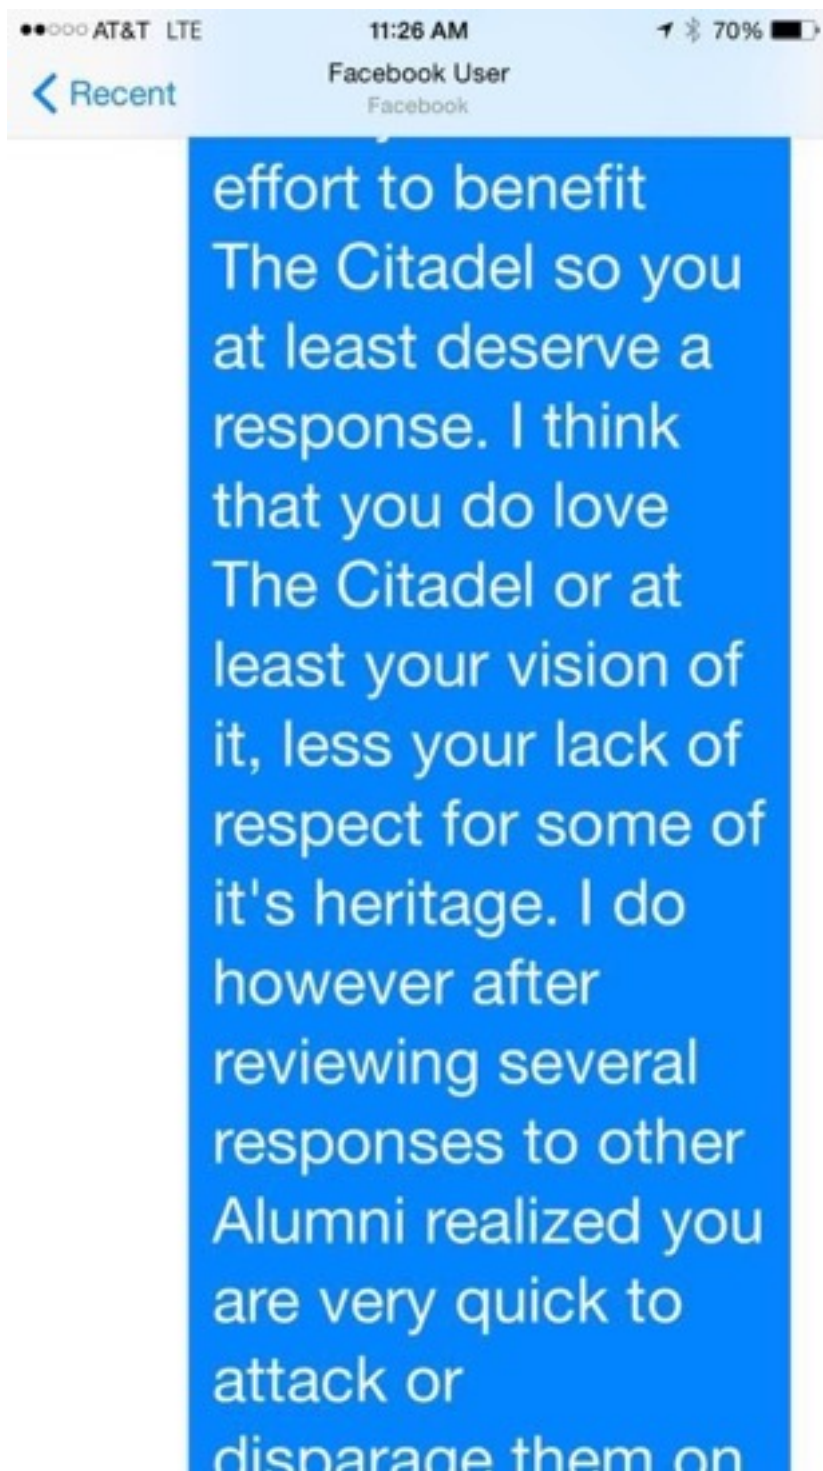 AT&T LTE 11:26 AM 70%
Recent
Facebook User
Facebook
effort to benefit
The Citadel so you
at least deserve a
response. I think
that you do love
The Citadel or at
least your vision of
it, less your lack of
respect for some of
it's heritage. I do
however after
reviewing several
responses to other
Alumni realized you
are very quick to
attack or
disparage them on